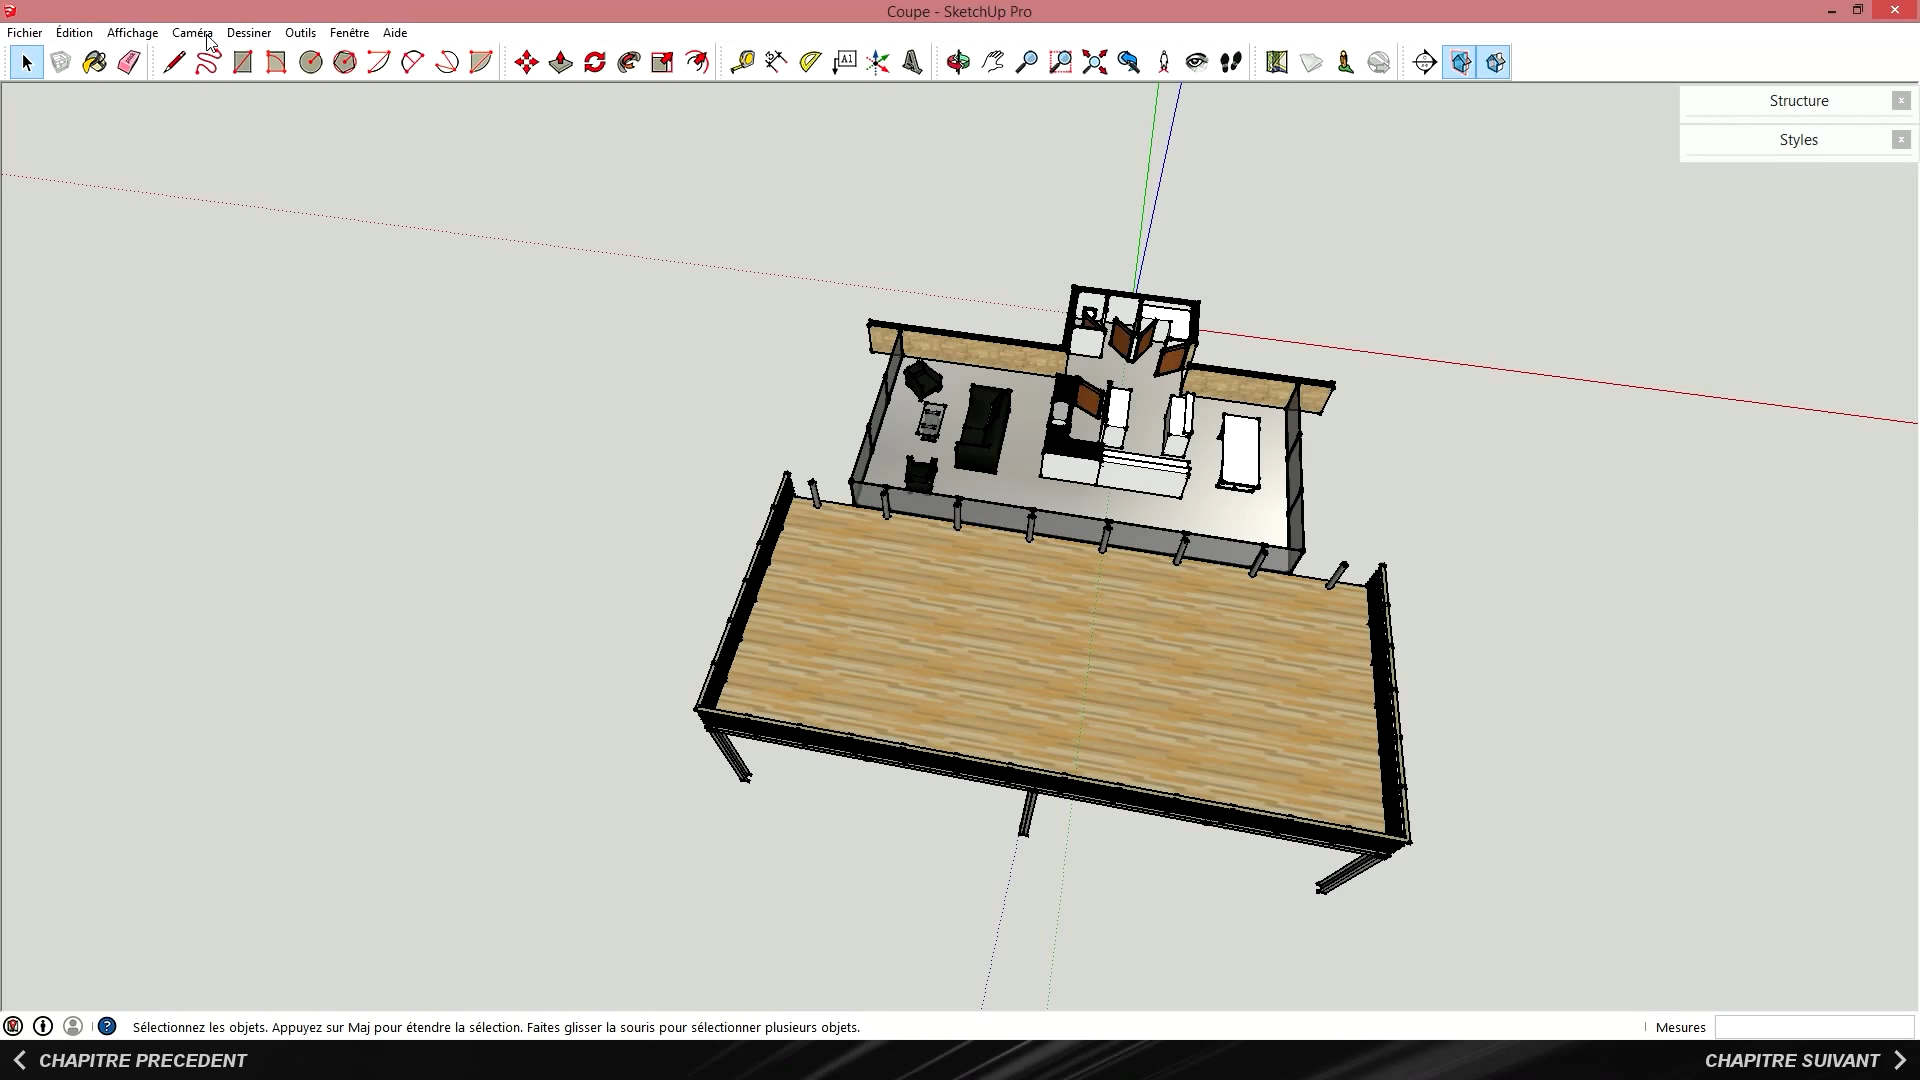 Coupe - SketchUp Pro
Fichier Édition Affichage Caméra Dessiner Outils Fenêtre Aide
A1
Structure
Styles
Sélectionnez les objets. Appuyez sur Maj pour étendre la sélection. Faites glisser la souris pour sélectionner plusieurs objets.
Mesures
CHAPITRE PRECEDENT
CHAPITRE SUIVANT